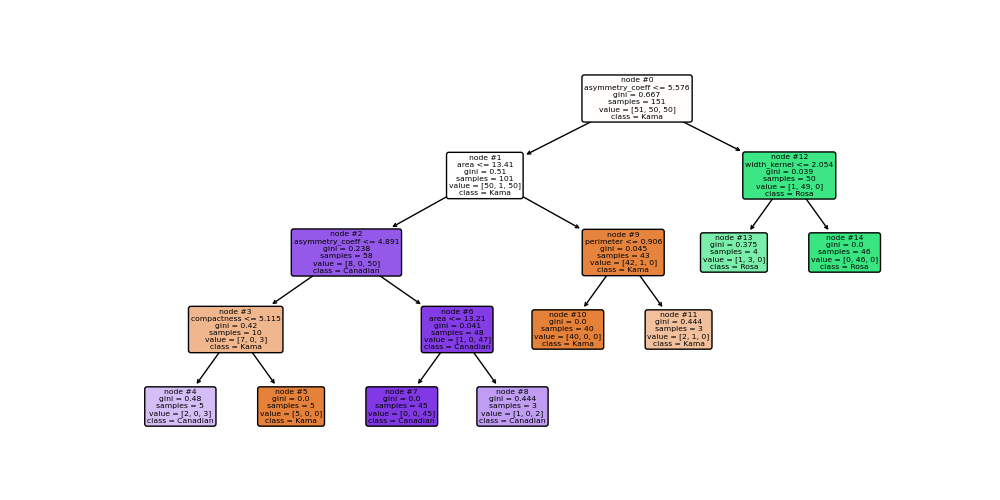 node #0
asymmetry_coeff <= 5.576
gini = 0.667
samples = 151
value = [51, 50, 50]
class = Kama
node #1
area <= 13.41
gini = 0.51
samples = 101
value = [50, 1, 50]
class = Kama
node #12
width_kernel <= 2.054
gini = 0.039
samples = 50
value = [1, 49, 0]
class = Rosa
node #2
asymmetry_coeff <= 4.891
gini = 0.238
samples = 58
value = [8, 0, 50]
class = Canadian
node #9
perimeter <= 0.906
gini = 0.045
samples = 43
value = [42, 1, 0]
class = Kama
node #13
gini = 0.375
samples = 4
value = [1, 3, 0]
class = Rosa
node #14
gini = 0.0
samples = 46
value = [0, 46, 0]
class = Rosa
node #3
compactness <= 5.115
gini = 0.42
samples = 10
value = [7, 0, 3]
class = Kama
node #6
area <= 13.21
gini = 0.041
samples = 48
value = [1, 0, 47]
class = Canadian
node #10
gini = 0.0
samples = 40
value = [40, 0, 0]
class = Kama
node #11
gini = 0.444
samples = 3
value = [2, 1, 0]
class = Kama
node #4
gini = 0.48
samples = 5
value = [2, 0, 3]
class = Canadian
node #5
gini = 0.0
samples = 5
value = [5, 0, 0]
class = Kama
node #7
gini = 0.0
samples = 45
value = [0, 0, 45]
class = Canadian
node #8
gini = 0.444
samples = 3
value = [1, 0, 2]
class = Canadian